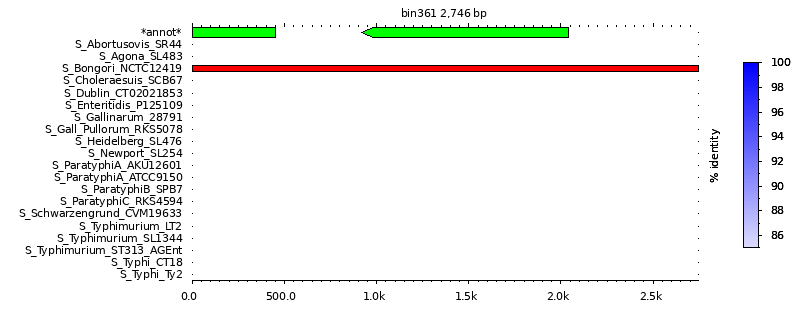 bin361 2,746 bp
*annot*
S_Abortusovis_SR44
S_Agona_SL483
S_Bongori_NCTC12419
S_Choleraesuis_SCB67
S_Dublin_CT02021853
S_Enteritidis_P125109
S_Gallinarum_28791
S_Gall_Pullorum_RKS5078
S_Heidelberg_SL476
S_Newport_SL254
S_ParatyphiA_AKU12601
S_ParatyphiA_ATCC9150
S_ParatyphiB_SPB7
S_ParatyphiC_RKS4594
S_Schwarzengrund_CVM19633
S_Typhimurium_LT2
S_Typhimurium_SL1344
S_Typhimurium_ST313_AGEnt
S_Typhi_CT18
S_Typhi_Ty2
0.0 500.0 1.0k 1.5k 2.0k 2.5k
% identity
100
98
96
94
92
90
88
86